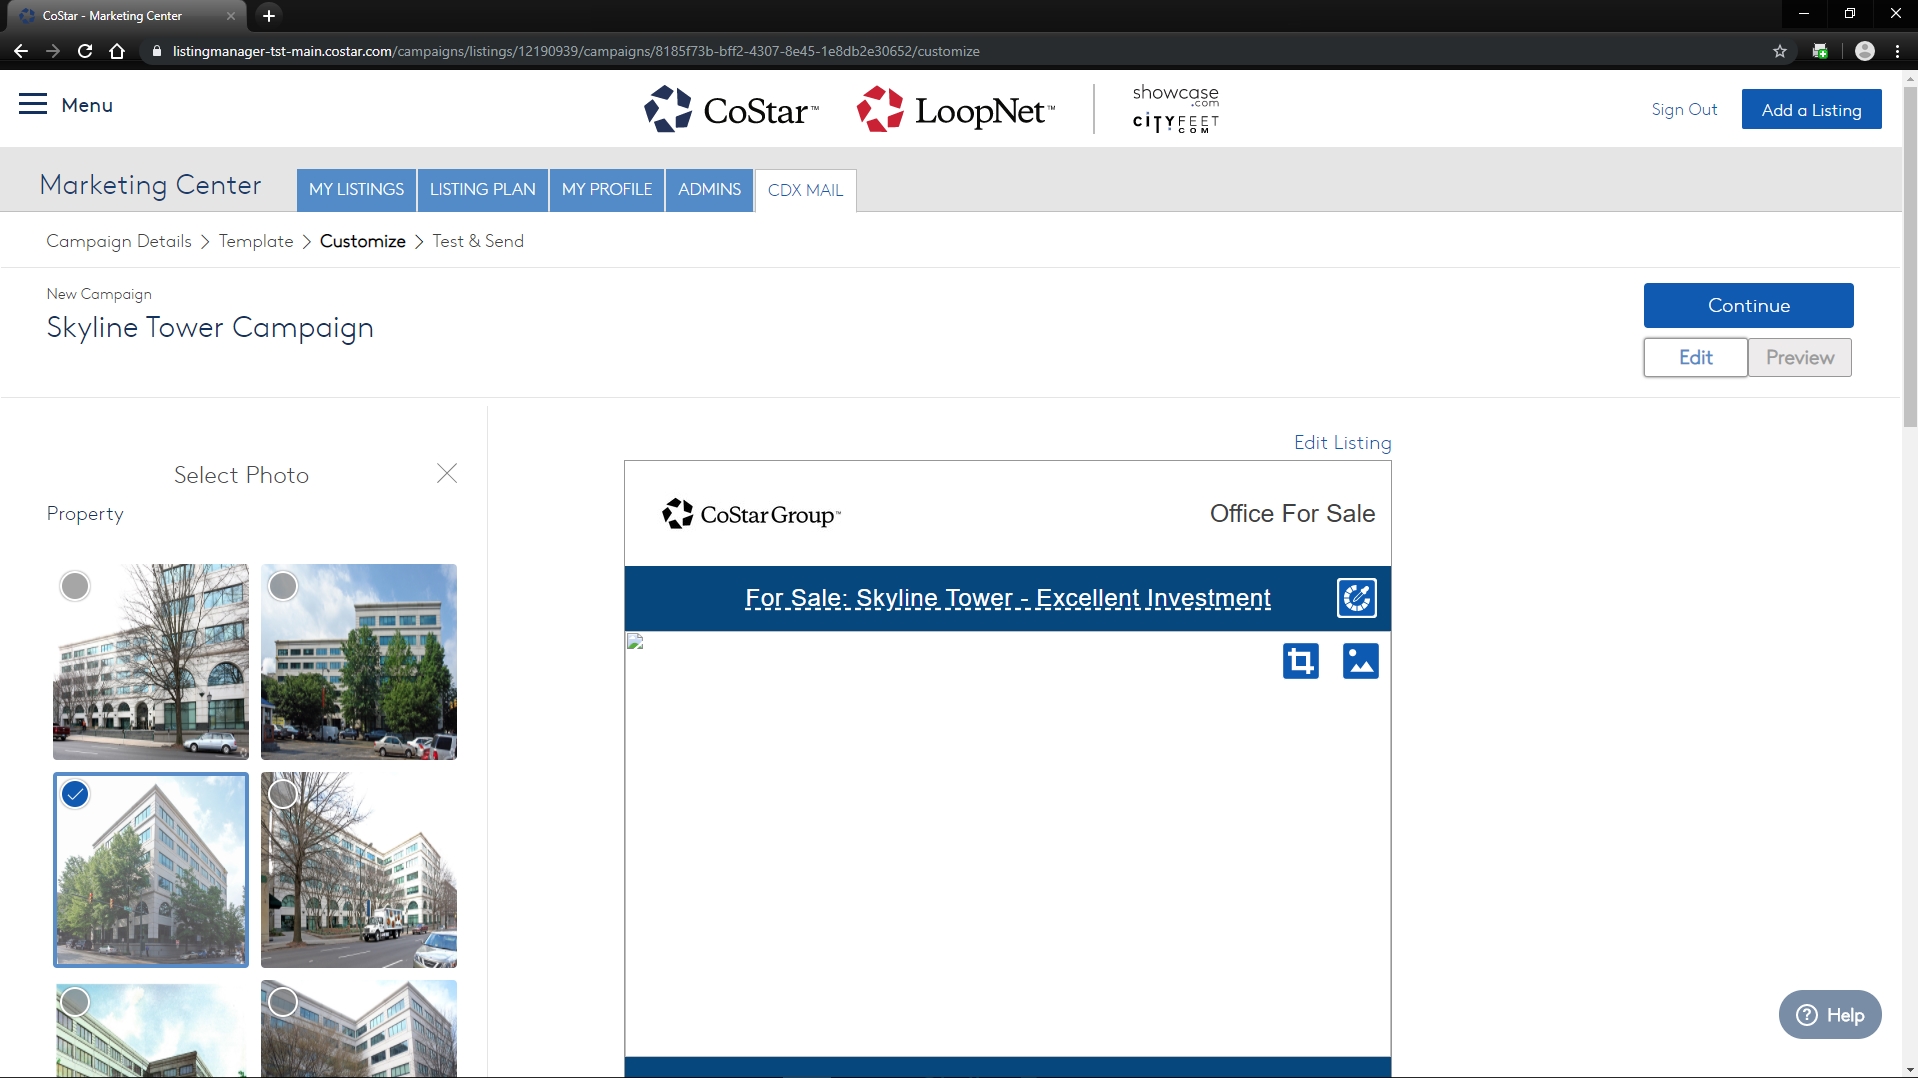 CoStar - Marketing Center
listingmanager-tst-main.costar.com/campaigns/listings/12190939/campaigns/8185f73b-bff2-4307-8e45-1e8db2e30652/customize
Menu
CoStar™
LoopNet™
showcase
.com
CITYFEET
.COM
Sign Out
Add a Listing
Marketing Center
MY LISTINGS
LISTING PLAN
MY PROFILE
ADMINS
CDX MAIL
Campaign Details > Template > Customize > Test & Send
New Campaign
Skyline Tower Campaign
Continue
Edit
Preview
Select Photo
Property
Edit Listing
CoStar Group™
Office For Sale
For Sale: Skyline Tower - Excellent Investment
? Help